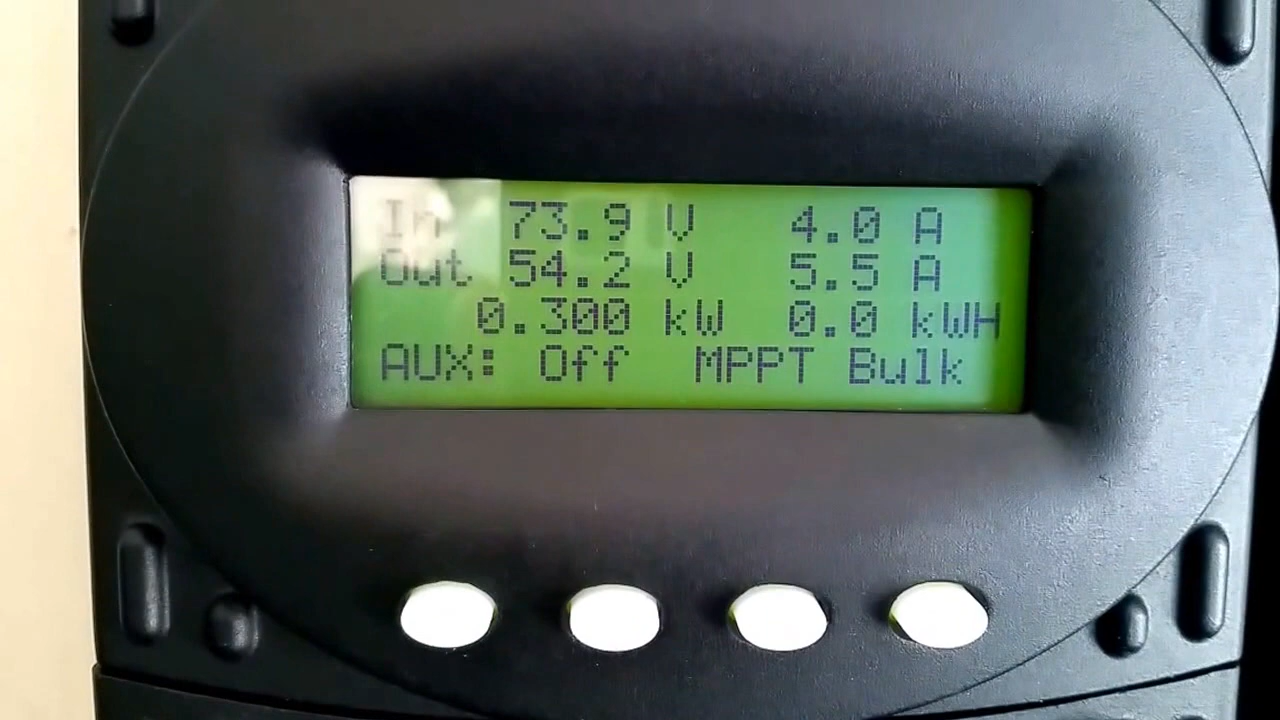 In 73.9 V 4.0 A
Out 54.2 V 5.5 A
0.300 kW 0.0 kWH
AUX: Off MPPT Bulk